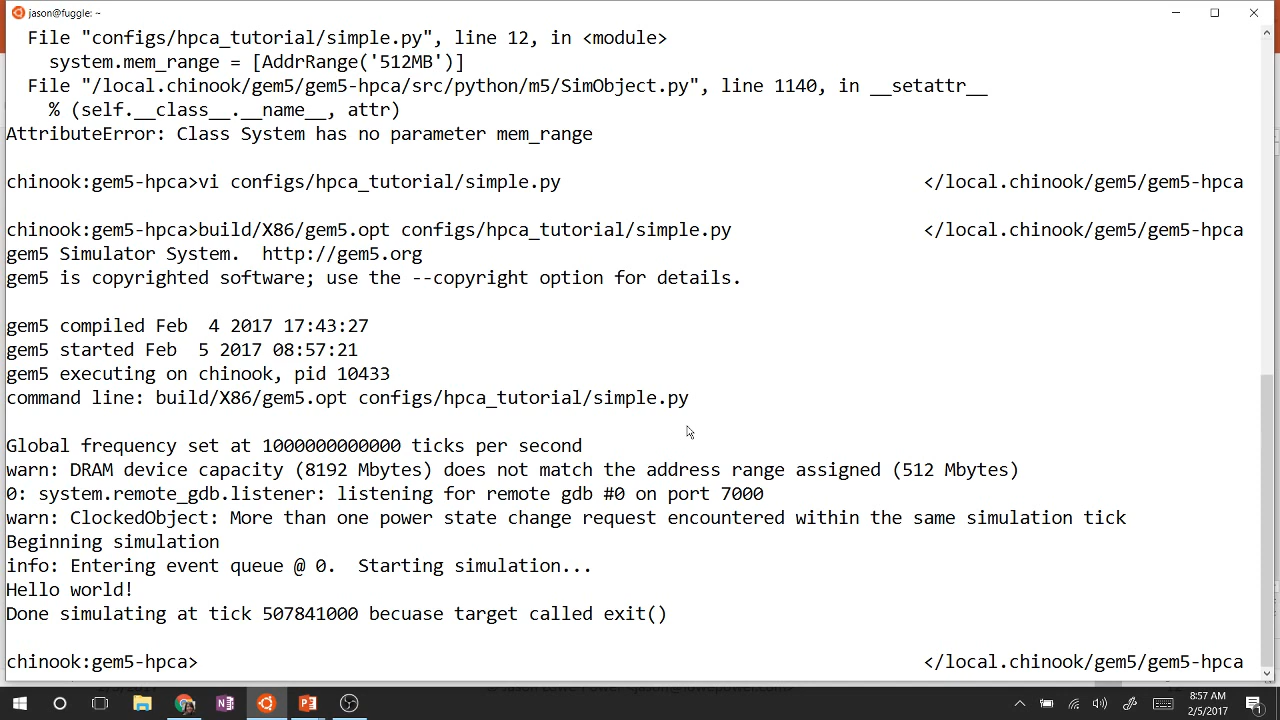 jason@fuggle: ~
File "configs/hpca_tutorial/simple.py", line 12, in <module>
system.mem_range = [AddrRange('512MB')]
File "/local.chinook/gem5/gem5-hpca/src/python/m5/SimObject.py", line 1140, in __setattr__
% (self.__class__.__name__, attr)
AttributeError: Class System has no parameter mem_range
chinook:gem5-hpca>vi configs/hpca_tutorial/simple.py </local.chinook/gem5/gem5-hpca
chinook:gem5-hpca>build/X86/gem5.opt configs/hpca_tutorial/simple.py </local.chinook/gem5/gem5-hpca
gem5 Simulator System.  http://gem5.org
gem5 is copyrighted software; use the --copyright option for details.
gem5 compiled Feb  4 2017 17:43:27
gem5 started Feb  5 2017 08:57:21
gem5 executing on chinook, pid 10433
command line: build/X86/gem5.opt configs/hpca_tutorial/simple.py
Global frequency set at 1000000000000 ticks per second
warn: DRAM device capacity (8192 Mbytes) does not match the address range assigned (512 Mbytes)
0: system.remote_gdb.listener: listening for remote gdb #0 on port 7000
warn: ClockedObject: More than one power state change request encountered within the same simulation tick
Beginning simulation
info: Entering event queue @ 0.  Starting simulation...
Hello world!
Done simulating at tick 507841000 becuase target called exit()
chinook:gem5-hpca> </local.chinook/gem5/gem5-hpca
8:57 AM
2/5/2017